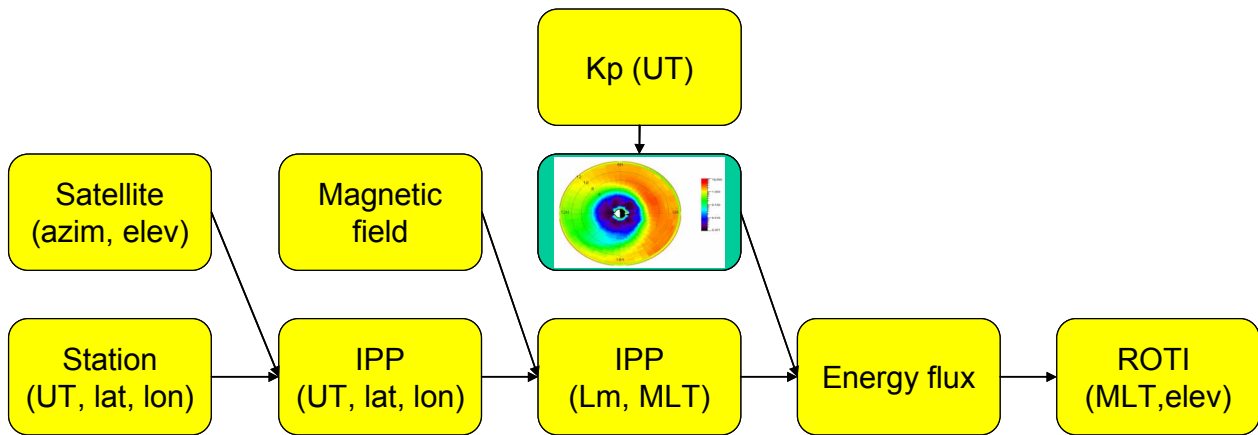 Kp (UT)
Satellite
(azim, elev)
Magnetic
field
Station
(UT, lat, lon)
IPP
(UT, lat, lon)
IPP
(Lm, MLT)
Energy flux
ROTI
(MLT,elev)